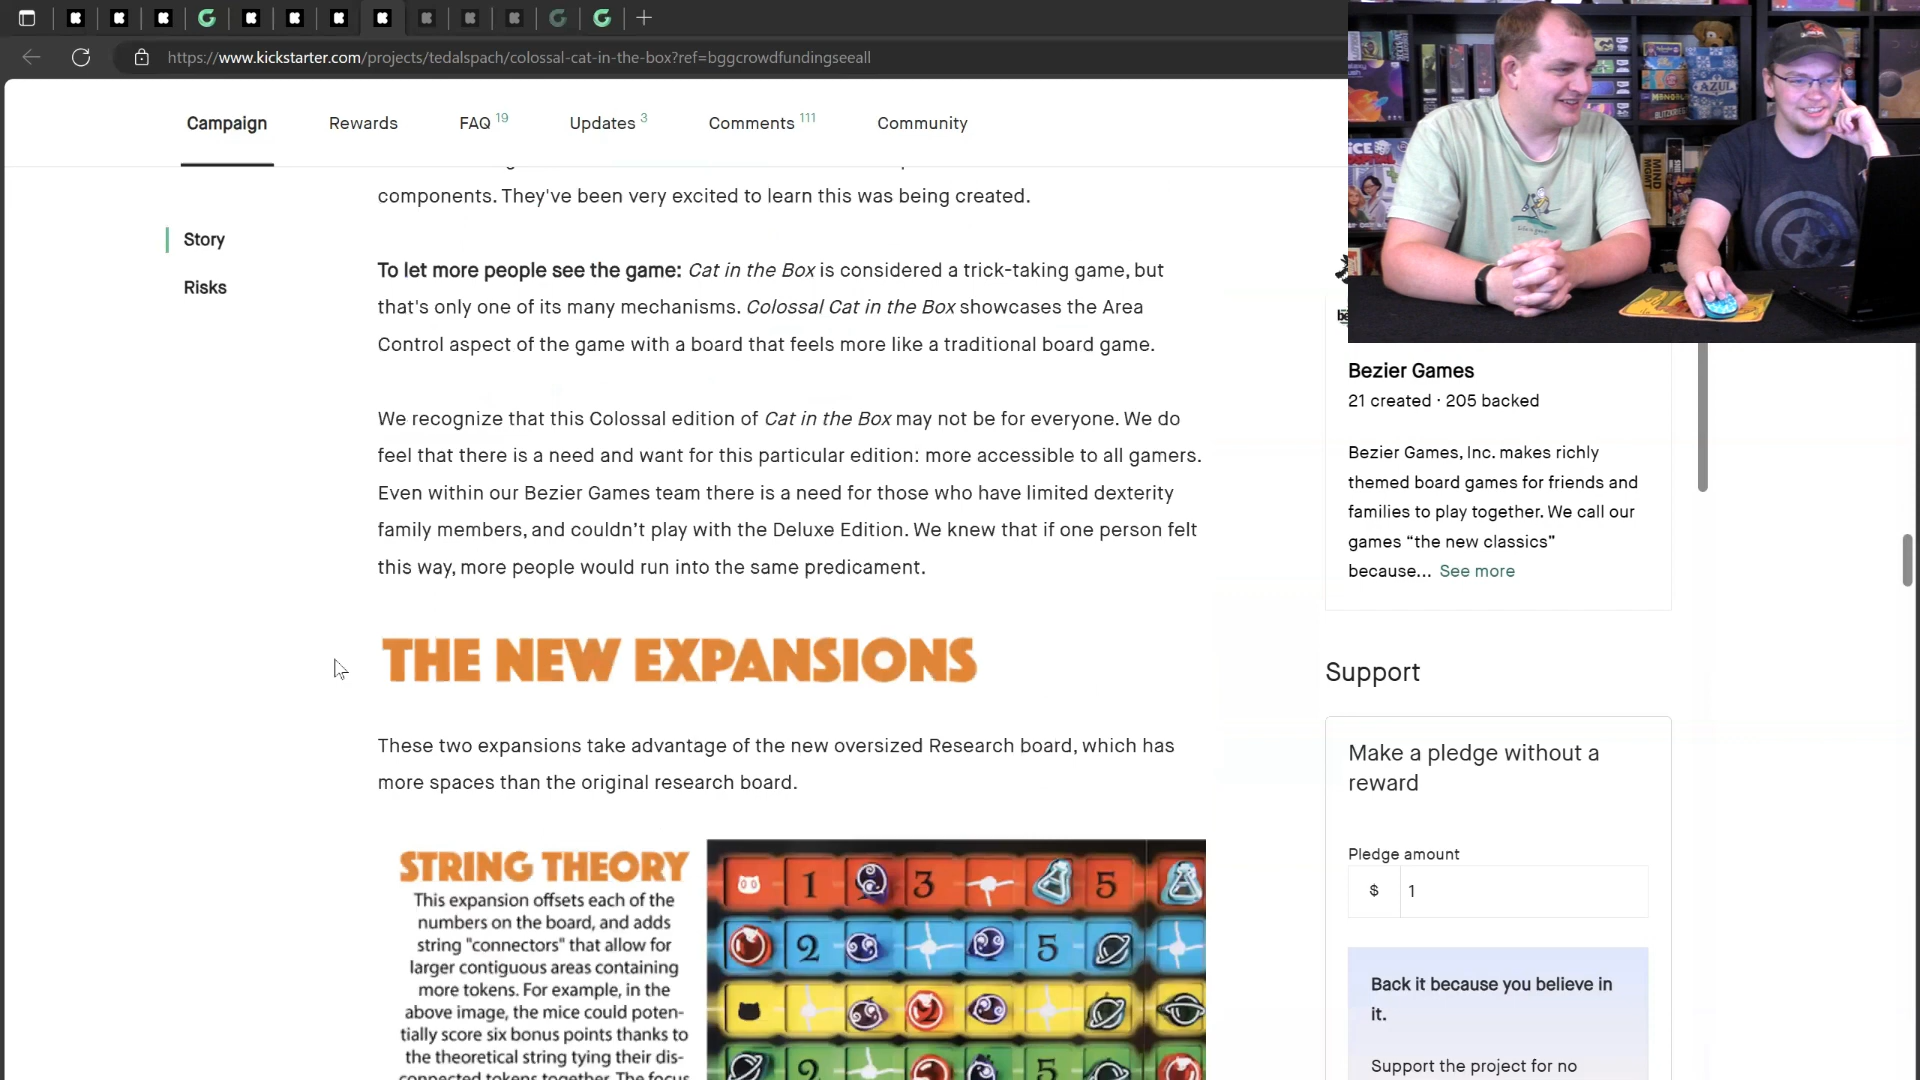 https://www.kickstarter.com/projects/tedalspach/colossal-cat-in-the-box?ref=bggcrowdfundingseeall
Campaign
Rewards
FAQ 19
Updates 3
Comments 111
Community
components. They've been very excited to learn this was being created.
Story
Risks
To let more people see the game: Cat in the Box is considered a trick-taking game, but
that's only one of its many mechanisms. Colossal Cat in the Box showcases the Area
Control aspect of the game with a board that feels more like a traditional board game.
We recognize that this Colossal edition of Cat in the Box may not be for everyone. We do
feel that there is a need and want for this particular edition: more accessible to all gamers.
Even within our Bezier Games team there is a need for those who have limited dexterity
family members, and couldn’t play with the Deluxe Edition. We knew that if one person felt
this way, more people would run into the same predicament.
THE NEW EXPANSIONS
These two expansions take advantage of the new oversized Research board, which has
more spaces than the original research board.
STRING THEORY
This expansion offsets each of the
numbers on the board, and adds
string "connectors" that allow for
larger contiguous areas containing
more tokens. For example, in the
above image, the mice could poten-
tially score six bonus points thanks to
the theoretical string tying their dis-
connected tokens together. The focus
1 3 5
2 5
2
2 5
Bezier Games
21 created · 205 backed
Bezier Games, Inc. makes richly
themed board games for friends and
families to play together. We call our
games “the new classics”
because... See more
Support
Make a pledge without a
reward
Pledge amount
$ 1
Back it because you believe in
it.
Support the project for no
AZUL
MIND
MGMT